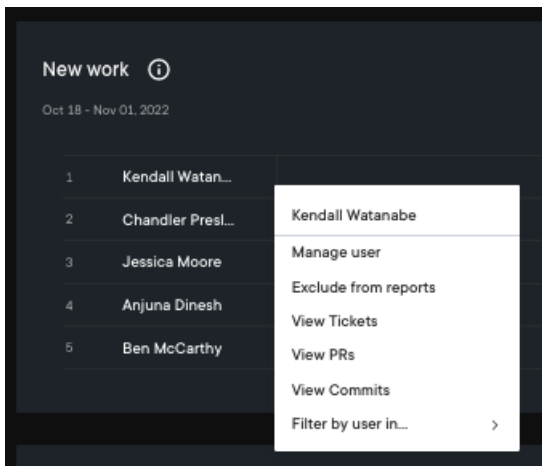 New work
Oct 18 - Nov 01, 2022
1 Kendall Watan...
2 Chandler Presl...
3 Jessica Moore
4 Anjuna Dinesh
5 Ben McCarthy
Kendall Watanabe
Manage user
Exclude from reports
View Tickets
View PRs
View Commits
Filter by user in...